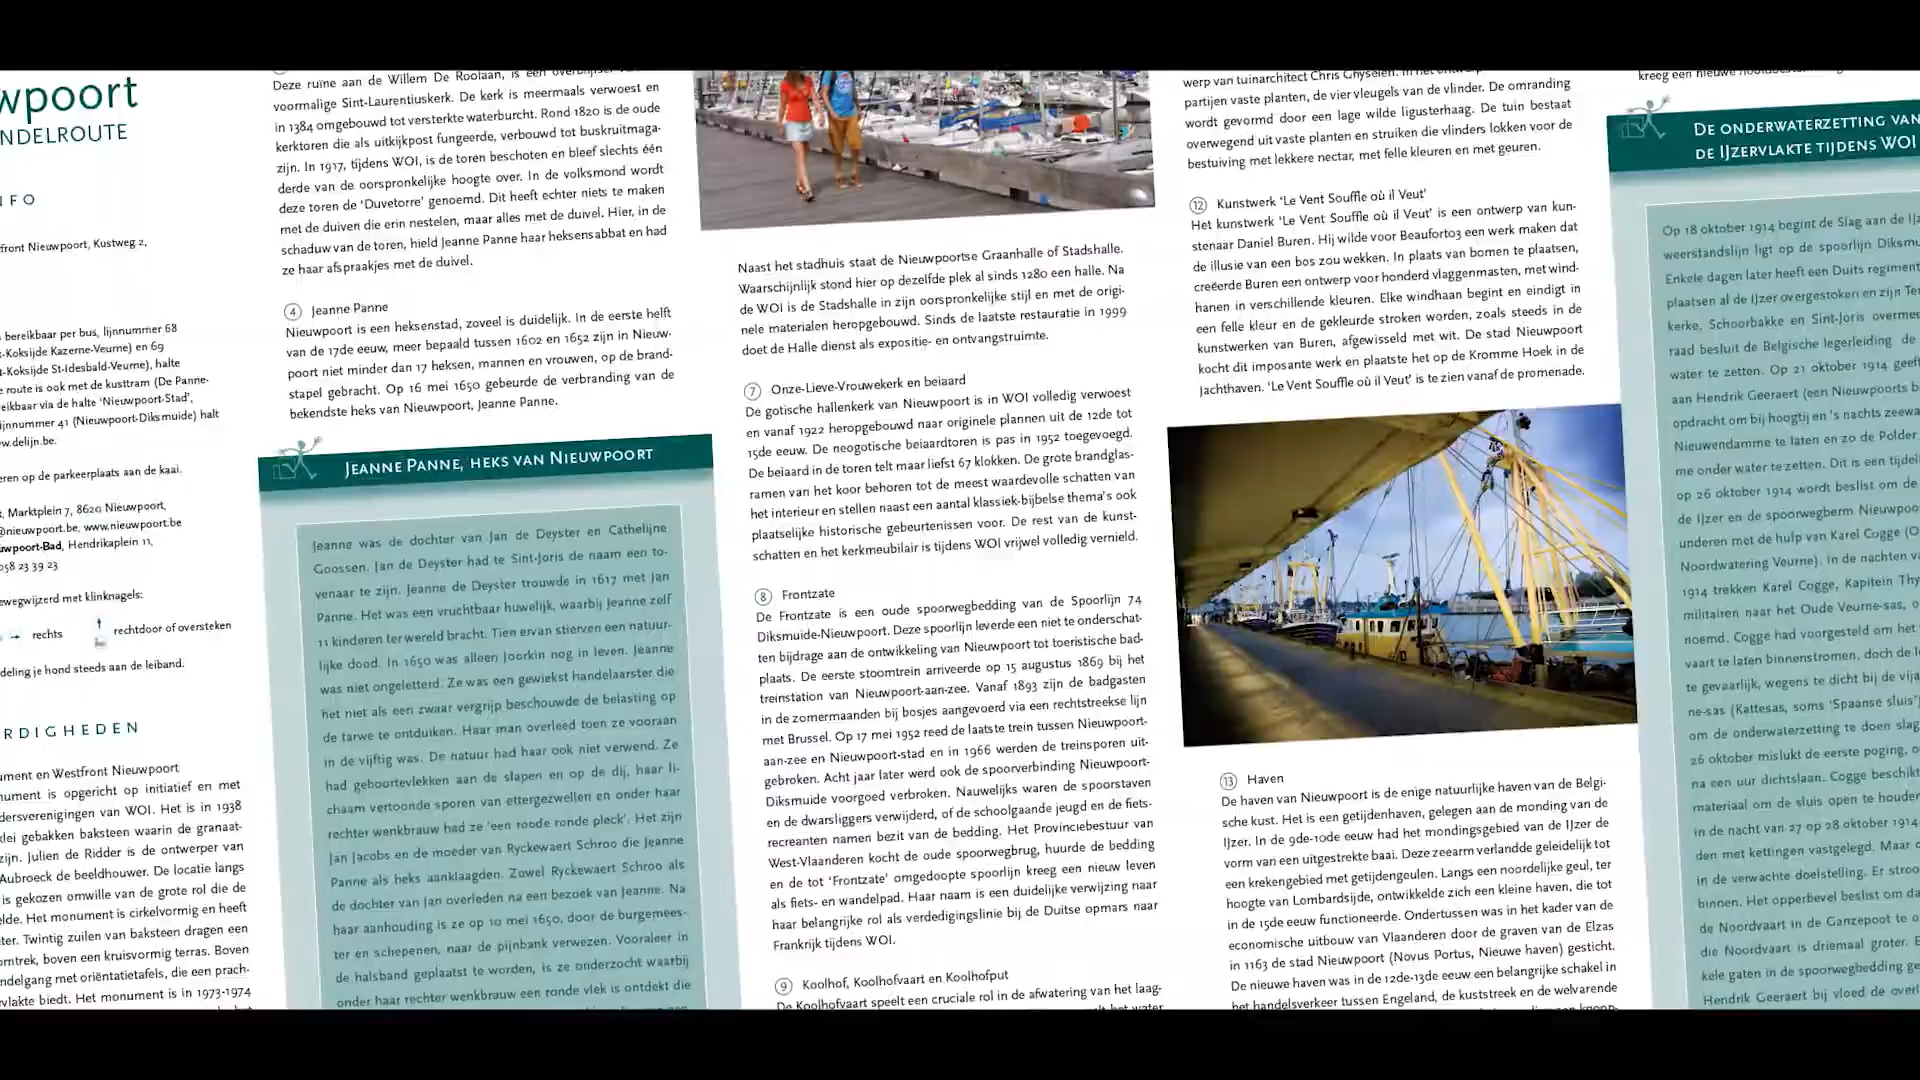 wpoort
NDELROUTE
NFO
front Nieuwpoort, Kustweg 2,
bereikbaar per bus, lijnnummer 68
-Koksijde Kazerne-Veurne) en 69
-Koksijde St-Idesbald-Veurne), halte
route is ook met de kusttram (De Panne-
eikbaar via de halte ‘Nieuwpoort-Stad’,
ijnnummer 41 (Nieuwpoort-Diksmuide) halt
w.delijn.be.
eren op de parkeerplaats aan de kaai.
, Marktplein 7, 8620 Nieuwpoort,
@nieuwpoort.be, www.nieuwpoort.be
uwpoort-Bad, Hendrikaplein 11,
058 23 39 23
ewegwijzerd met klinknagels:
→ rechts ↑ rechtdoor of oversteken
deling je hond steeds aan de leiband.
RDIGHEDEN
ument en Westfront Nieuwpoort
nument is opgericht op initiatief en met
dersverenigingen van WOI. Het is in 1938
klei gebakken baksteen waarin de granaat-
zijn. Julien de Ridder is de ontwerper van
Aubroeck de beeldhouwer. De locatie langs
is gekozen omwille van de grote rol die de
elde. Het monument is cirkelvormig en heeft
ter. Twintig zuilen van baksteen dragen een
omtrek, boven een kruisvormig terras. Boven
ndelgang met oriëntatietafels, die een prach-
rvlakte biedt. Het monument is in 1973-1974
Deze ruïne aan de Willem De Roolaan, is een
voormalige Sint-Laurentiuskerk. De kerk is meermaals verwoest en
in 1384 omgebouwd tot versterkte waterburcht. Rond 1820 is de oude
kerktoren die als uitkijkpost fungeerde, verbouwd tot buskruitmaga-
zijn. In 1917, tijdens WOI, is de toren beschoten en bleef slechts één
derde van de oorspronkelijke hoogte over. In de volksmond wordt
deze toren de ‘Duvetorre’ genoemd. Dit heeft echter niets te maken
met de duiven die erin nestelen, maar alles met de duivel. Hier, in de
schaduw van de toren, hield Jeanne Panne haar heksensabbat en had
ze haar afspraakjes met de duivel.
4 Jeanne Panne
Nieuwpoort is een heksenstad, zoveel is duidelijk. In de eerste helft
van de 17de eeuw, meer bepaald tussen 1602 en 1652 zijn in Nieuw-
poort niet minder dan 17 heksen, mannen en vrouwen, op de brand-
stapel gebracht. Op 16 mei 1650 gebeurde de verbranding van de
bekendste heks van Nieuwpoort, Jeanne Panne.
JEANNE PANNE, HEKS VAN NIEUWPOORT
Jeanne was de dochter van Jan de Deyster en Cathelijne
Goossen. Jan de Deyster had te Sint-Joris de naam een to-
venaar te zijn. Jeanne de Deyster trouwde in 1617 met Jan
Panne. Het was een vruchtbaar huwelijk, waarbij Jeanne zelf
11 kinderen ter wereld bracht. Tien ervan stierven een natuur-
lijke dood. In 1650 was alleen Joorkin nog in leven. Jeanne
was niet ongeletterd. Ze was een gewiekst handelaarster die
het niet als een zwaar vergrijp beschouwde de belasting op
de tarwe te ontduiken. Haar man overleed toen ze vooraan
in de vijftig was. De natuur had haar ook niet verwend. Ze
had geboortevlekken aan de slapen en op de dij, haar li-
chaam vertoonde sporen van ettergezwellen en onder haar
rechter wenkbrauw had ze ‘een roode ronde pleck’. Het zijn
Jan Jacobs en de moeder van Ryckewaert Schroo die Jeanne
Panne als heks aanklaagden. Zowel Ryckewaert Schroo als
de dochter van Jan overleden na een bezoek van Jeanne. Na
haar aanhouding is ze op 10 mei 1650, door de burgemees-
ter en schepenen, naar de pijnbank verwezen. Vooraleer in
de halsband geplaatst te worden, is ze onderzocht waarbij
onder haar rechter wenkbrauw een ronde vlek is ontdekt die
Naast het stadhuis staat de Nieuwpoortse Graanhalle of Stadshalle.
Waarschijnlijk stond hier op dezelfde plek al sinds 1280 een halle. Na
de WOI is de Stadshalle in zijn oorspronkelijke stijl en met de origi-
nele materialen heropgebouwd. Sinds de laatste restauratie in 1999
doet de Halle dienst als expositie- en ontvangstruimte.
7 Onze-Lieve-Vrouwekerk en beiaard
De gotische hallenkerk van Nieuwpoort is in WOI volledig verwoest
en vanaf 1922 heropgebouwd naar originele plannen uit de 12de tot
15de eeuw. De neogotische beiaardtoren is pas in 1952 toegevoegd.
De beiaard in de toren telt maar liefst 67 klokken. De grote brandglas-
ramen van het koor behoren tot de meest waardevolle schatten van
het interieur en stellen naast een aantal klassiek-bijbelse thema’s ook
plaatselijke historische gebeurtenissen voor. De rest van de kunst-
schatten en het kerkmeubilair is tijdens WOI vrijwel volledig vernield.
8 Frontzate
De Frontzate is een oude spoorwegbedding van de Spoorlijn 74
Diksmuide-Nieuwpoort. Deze spoorlijn leverde een niet te onderschat-
ten bijdrage aan de ontwikkeling van Nieuwpoort tot toeristische bad-
plaats. De eerste stoomtrein arriveerde op 15 augustus 1869 bij het
treinstation van Nieuwpoort-aan-zee. Vanaf 1893 zijn de badgasten
in de zomermaanden bij bosjes aangevoerd via een rechtstreekse lijn
met Brussel. Op 17 mei 1952 reed de laatste trein tussen Nieuwpoort-
aan-zee en Nieuwpoort-stad en in 1966 werden de treinsporen uit-
gebroken. Acht jaar later werd ook de spoorverbinding Nieuwpoort-
Diksmuide voorgoed verbroken. Nauwelijks waren de spoorstaven
en de dwarsliggers verwijderd, of de schoolgaande jeugd en de fiets-
recreanten namen bezit van de bedding. Het Provinciebestuur van
West-Vlaanderen kocht de oude spoorwegbrug, huurde de bedding
en de tot ‘Frontzate’ omgedoopte spoorlijn kreeg een nieuw leven
als fiets- en wandelpad. Haar naam is een duidelijke verwijzing naar
haar belangrijke rol als verdedigingslinie bij de Duitse opmars naar
Frankrijk tijdens WOI.
9 Koolhof, Koolhofvaart en Koolhofput
De Koolhofvaart speelt een cruciale rol in de afwatering van het laag-
werp van tuinarchitect Chris Ghyselen. In het
partijen vaste planten, de vier vleugels van de vlinder. De omranding
wordt gevormd door een lage wilde ligusterhaag. De tuin bestaat
overwegend uit vaste planten en struiken die vlinders lokken voor de
bestuiving met lekkere nectar, met felle kleuren en met geuren.
12 Kunstwerk ‘Le Vent Souffle où il Veut’
Het kunstwerk ‘Le Vent Souffle où il Veut’ is een ontwerp van kun-
stenaar Daniel Buren. Hij wilde voor Beaufort03 een werk maken dat
de illusie van een bos zou wekken. In plaats van bomen te plaatsen,
creëerde Buren een ontwerp voor honderd vlaggenmasten, met wind-
hanen in verschillende kleuren. Elke windhaan begint en eindigt in
een felle kleur en de gekleurde stroken worden, zoals steeds in de
kunstwerken van Buren, afgewisseld met wit. De stad Nieuwpoort
kocht dit imposante werk en plaatste het op de Kromme Hoek in de
Jachthaven. ‘Le Vent Souffle où il Veut’ is te zien vanaf de promenade.
13 Haven
De haven van Nieuwpoort is de enige natuurlijke haven van de Belgi-
sche kust. Het is een getijdenhaven, gelegen aan de monding van de
IJzer. In de 9de-10de eeuw had het mondingsgebied van de IJzer de
vorm van een uitgestrekte baai. Deze zeearm verlandde geleidelijk tot
een krekengebied met getijdengeulen. Langs een noordelijke geul, ter
hoogte van Lombardsijde, ontwikkelde zich een kleine haven, die tot
in de 15de eeuw functioneerde. Ondertussen was in het kader van de
economische uitbouw van Vlaanderen door de graven van de Elzas
in 1163 de stad Nieuwpoort (Novus Portus, Nieuwe haven) gesticht.
De nieuwe haven was in de 12de-13de eeuw een belangrijke schakel in
het handelsverkeer tussen Engeland, de kuststreek en de welvarende
kreeg een nieuwe
DE ONDERWATERZETTING VAN
DE IJZERVLAKTE TIJDENS WOI
Op 18 oktober 1914 begint de Slag aan de IJz
weerstandslijn ligt op de spoorlijn Diksmu
Enkele dagen later heeft een Duits regiment
plaatsen al de IJzer overgestoken en zijn Ter
kerke, Schoorbakke en Sint-Joris overmee
raad besluit de Belgische legerleiding de
water te zetten. Op 21 oktober 1914 geeft
aan Hendrik Geeraert (een Nieuwpoorts b
opdracht om bij hoogtij en ’s nachts zeewa
Nieuwendamme te laten en zo de Polder
me onder water te zetten. Dit is een tijdel
op 26 oktober 1914 wordt beslist om de
de IJzer en de spoorwegberm Nieuwpoo
underen met de hulp van Karel Cogge (O
Noordwatering Veurne). In de nachten va
1914 trekken Karel Cogge, Kapitein Thy
militairen naar het Oude Veurne-sas, o
noemd. Cogge had voorgesteld om het
vaart te laten binnenstromen, doch de l
te gevaarlijk, wegens te dicht bij de vija
ne-sas (Kattesas, soms ‘Spaanse sluis’)
om de onderwaterzetting te doen slag
26 oktober mislukt de eerste poging, o
na een uur dichtslaan. Cogge beschikt
materiaal om de sluis open te houden
in de nacht van 27 op 28 oktober 1914
den met kettingen vastgelegd. Maar o
in de verwachte doelstelling. Er stroo
binnen. Het opperbevel beslist om da
de Noordvaart in de Ganzepoot te o
die Noordvaart is driemaal groter. E
kele gaten in de spoorwegbedding ge
Hendrik Geeraert bij vloed de overl